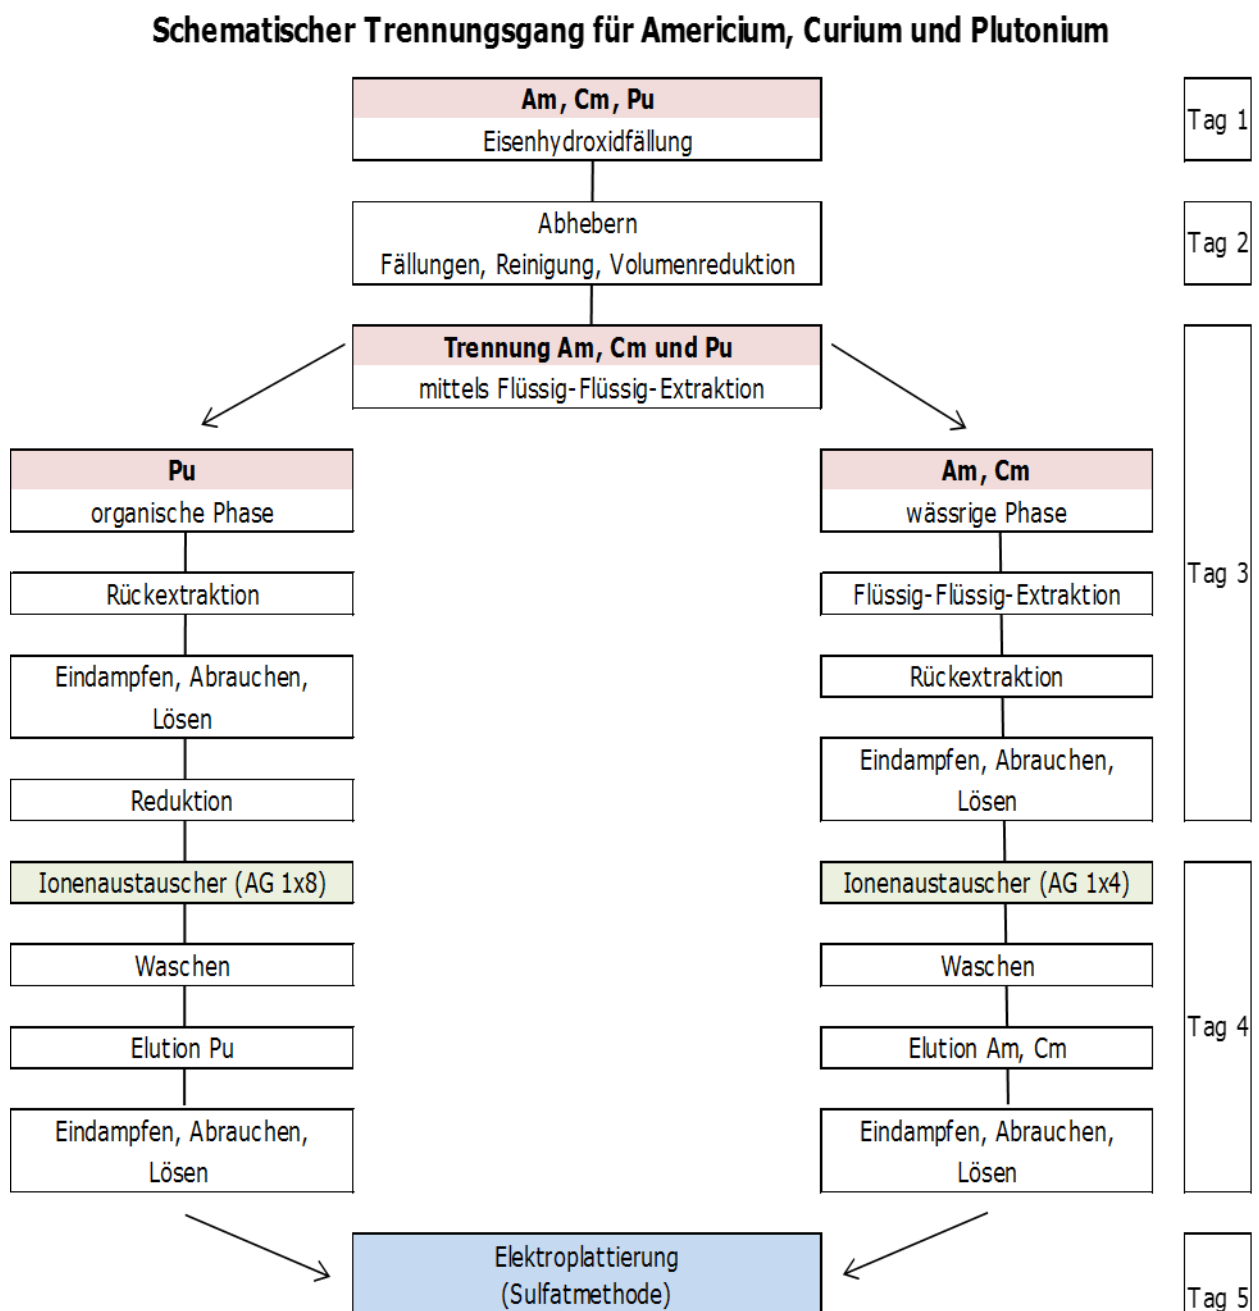 Schematischer Trennungsgang für Americium, Curium und Plutonium
Am, Cm, Pu
Eisenhydroxidfällung
Tag 1
Abhebern
Fällungen, Reinigung, Volumenreduktion
Tag 2
Trennung Am, Cm und Pu
mittels Flüssig-Flüssig-Extraktion
Pu
organische Phase
Rückextraktion
Eindampfen, Abrauchen,
Lösen
Reduktion
Am, Cm
wässrige Phase
Flüssig-Flüssig-Extraktion
Rückextraktion
Eindampfen, Abrauchen,
Lösen
Tag 3
Ionenaustauscher (AG 1x8)
Waschen
Elution Pu
Eindampfen, Abrauchen,
Lösen
Ionenaustauscher (AG 1x4)
Waschen
Elution Am, Cm
Eindampfen, Abrauchen,
Lösen
Tag 4
Elektroplattierung
(Sulfatmethode)
Tag 5